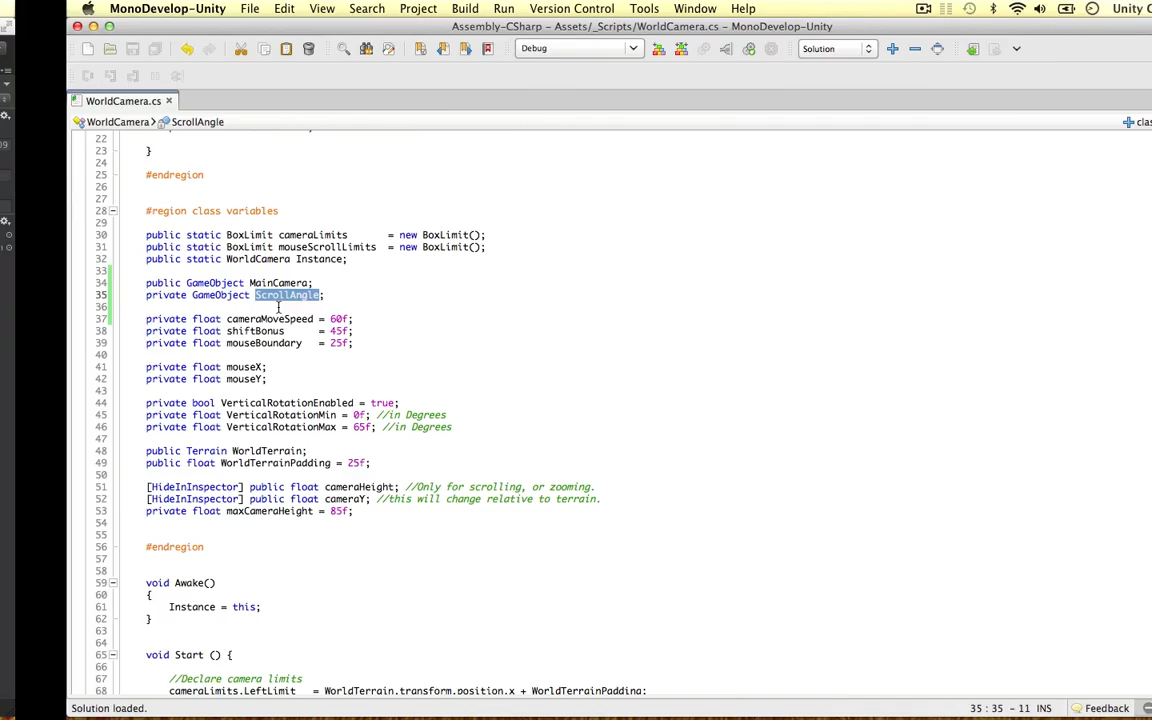 MonoDevelop-Unity File Edit View Search Project Build Run Version Control Tools Window Help Unity C
Assembly-CSharp - Assets/_Scripts/WorldCamera.cs - MonoDevelop-Unity
Debug Solution
WorldCamera.cs ×
WorldCamera ScrollAngle clas
22
23 }
24
25 #endregion
26
27
28 #region class variables
29
30 public static BoxLimit cameraLimits = new BoxLimit();
31 public static BoxLimit mouseScrollLimits = new BoxLimit();
32 public static WorldCamera Instance;
33
34 public GameObject MainCamera;
35 private GameObject ScrollAngle;
36
37 private float cameraMoveSpeed = 60f;
38 private float shiftBonus = 45f;
39 private float mouseBoundary = 25f;
40
41 private float mouseX;
42 private float mouseY;
43
44 private bool VerticalRotationEnabled = true;
45 private float VerticalRotationMin = 0f; //in Degrees
46 private float VerticalRotationMax = 65f; //in Degrees
47
48 public Terrain WorldTerrain;
49 public float WorldTerrainPadding = 25f;
50
51 [HideInInspector] public float cameraHeight; //Only for scrolling, or zooming.
52 [HideInInspector] public float cameraY; //this will change relative to terrain.
53 private float maxCameraHeight = 85f;
54
55
56 #endregion
57
58
59 void Awake()
60 {
61 Instance = this;
62 }
63
64
65 void Start () {
66
67 //Declare camera limits
68 cameraLimits.LeftLimit = WorldTerrain.transform.position.x + WorldTerrainPadding;
Solution loaded. 35 : 35 - 11 INS Feedback